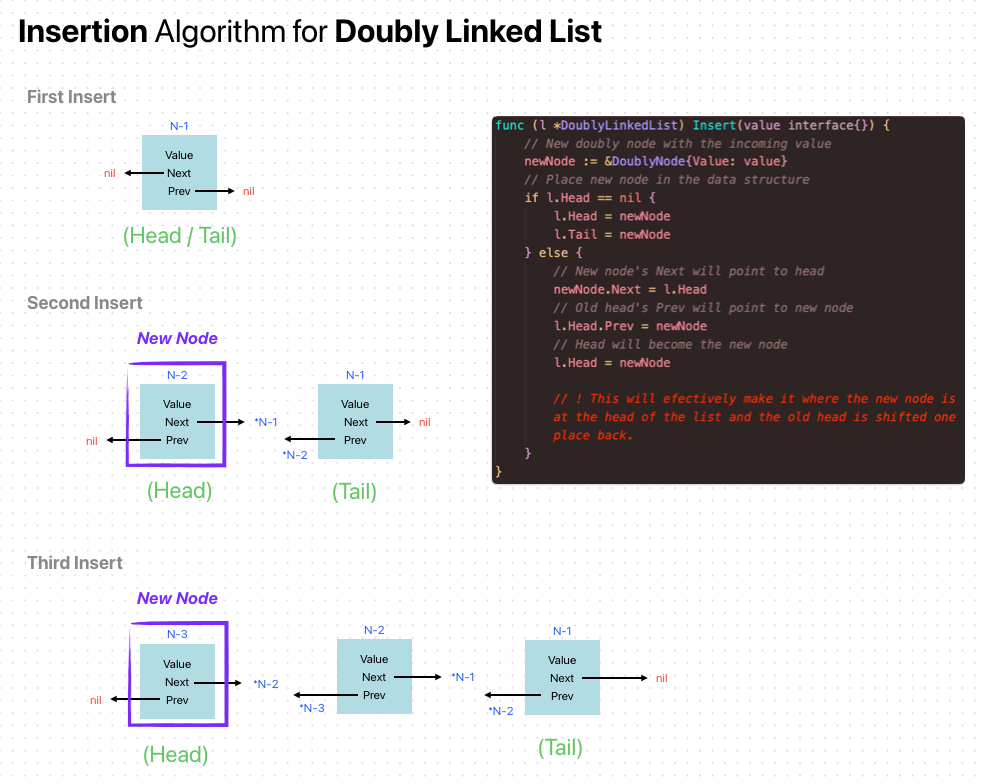 Insertion Algorithm for Doubly Linked List
First Insert
N-1
Value
nil
Next
Prev
nil
(Head / Tail)
Second Insert
New Node
N-2
Value
Next
*N-1
nil
Prev
(Head)
N-1
Value
Next
nil
Prev
*N-2
(Tail)
Third Insert
New Node
N-3
Value
Next
*N-2
nil
Prev
(Head)
N-2
Value
Next
*N-1
Prev
*N-3
N-1
Value
Next
nil
Prev
*N-2
(Tail)
func (l *DoublyLinkedList) Insert(value interface{}) {
// New doubly node with the incoming value
newNode := &DoublyNode{Value: value}
// Place new node in the data structure
if l.Head == nil {
l.Head = newNode
l.Tail = newNode
} else {
// New node's Next will point to head
newNode.Next = l.Head
// Old head's Prev will point to new node
l.Head.Prev = newNode
// Head will become the new node
l.Head = newNode
// ! This will efectively make it where the new node is
at the head of the list and the old head is shifted one
place back.
}
}